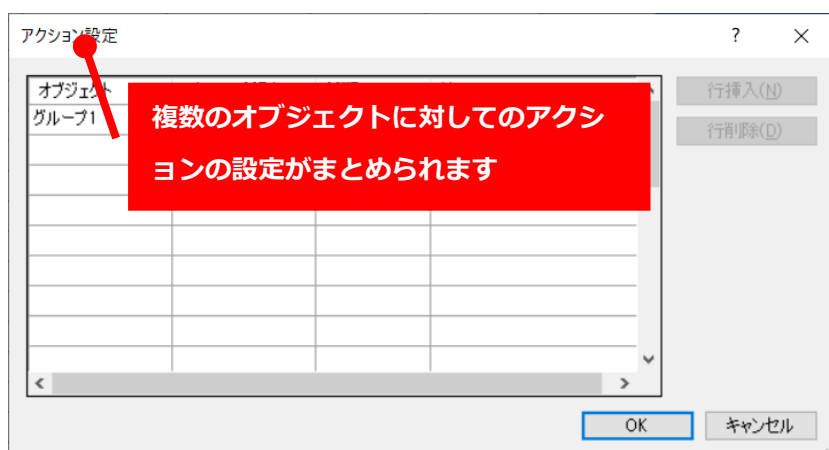 アクション設定
?
オブジェクト
行挿入(N)
グループ1
行削除(D)
複数のオブジェクトに対してのアクシ
ョンの設定がまとめられます
OK
キャンセル